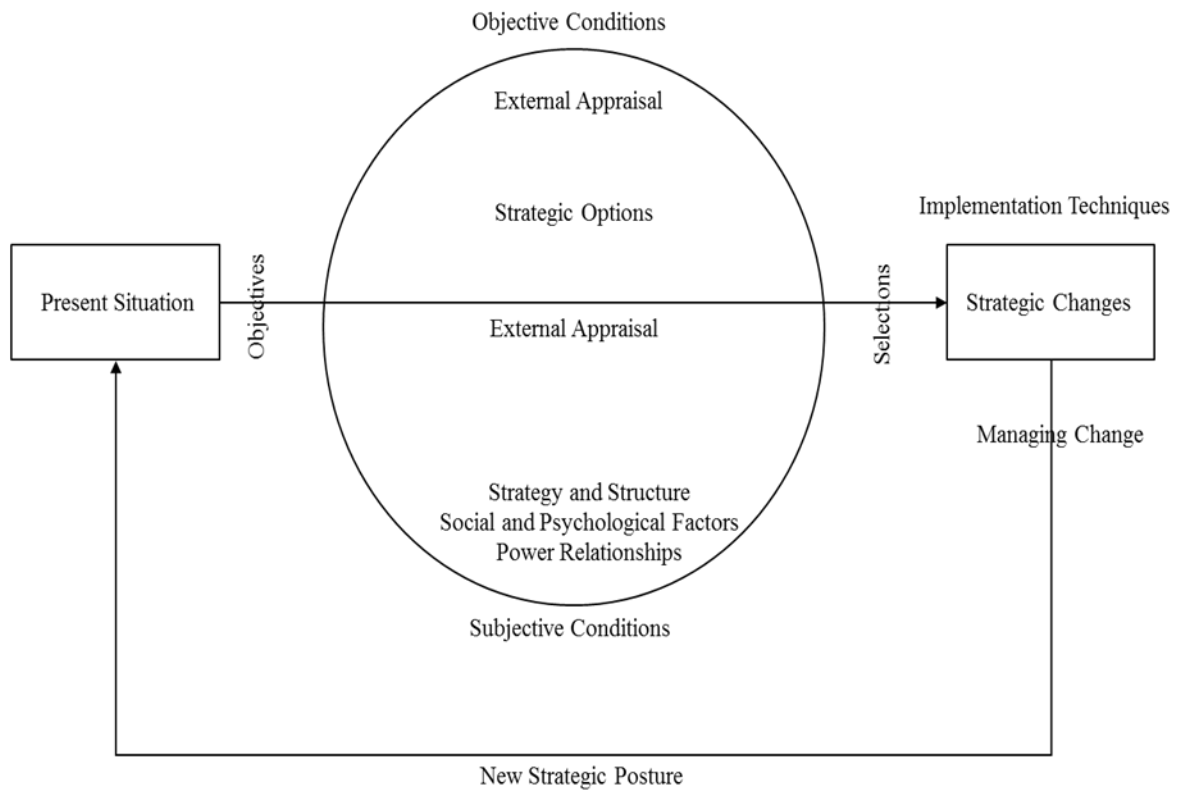 Objective Conditions
External Appraisal
Strategic Options
Implementation Techniques
Present Situation
Objectives
External Appraisal
Selections
Strategic Changes
Managing Change
Strategy and Structure
Social and Psychological Factors
Power Relationships
Subjective Conditions
New Strategic Posture